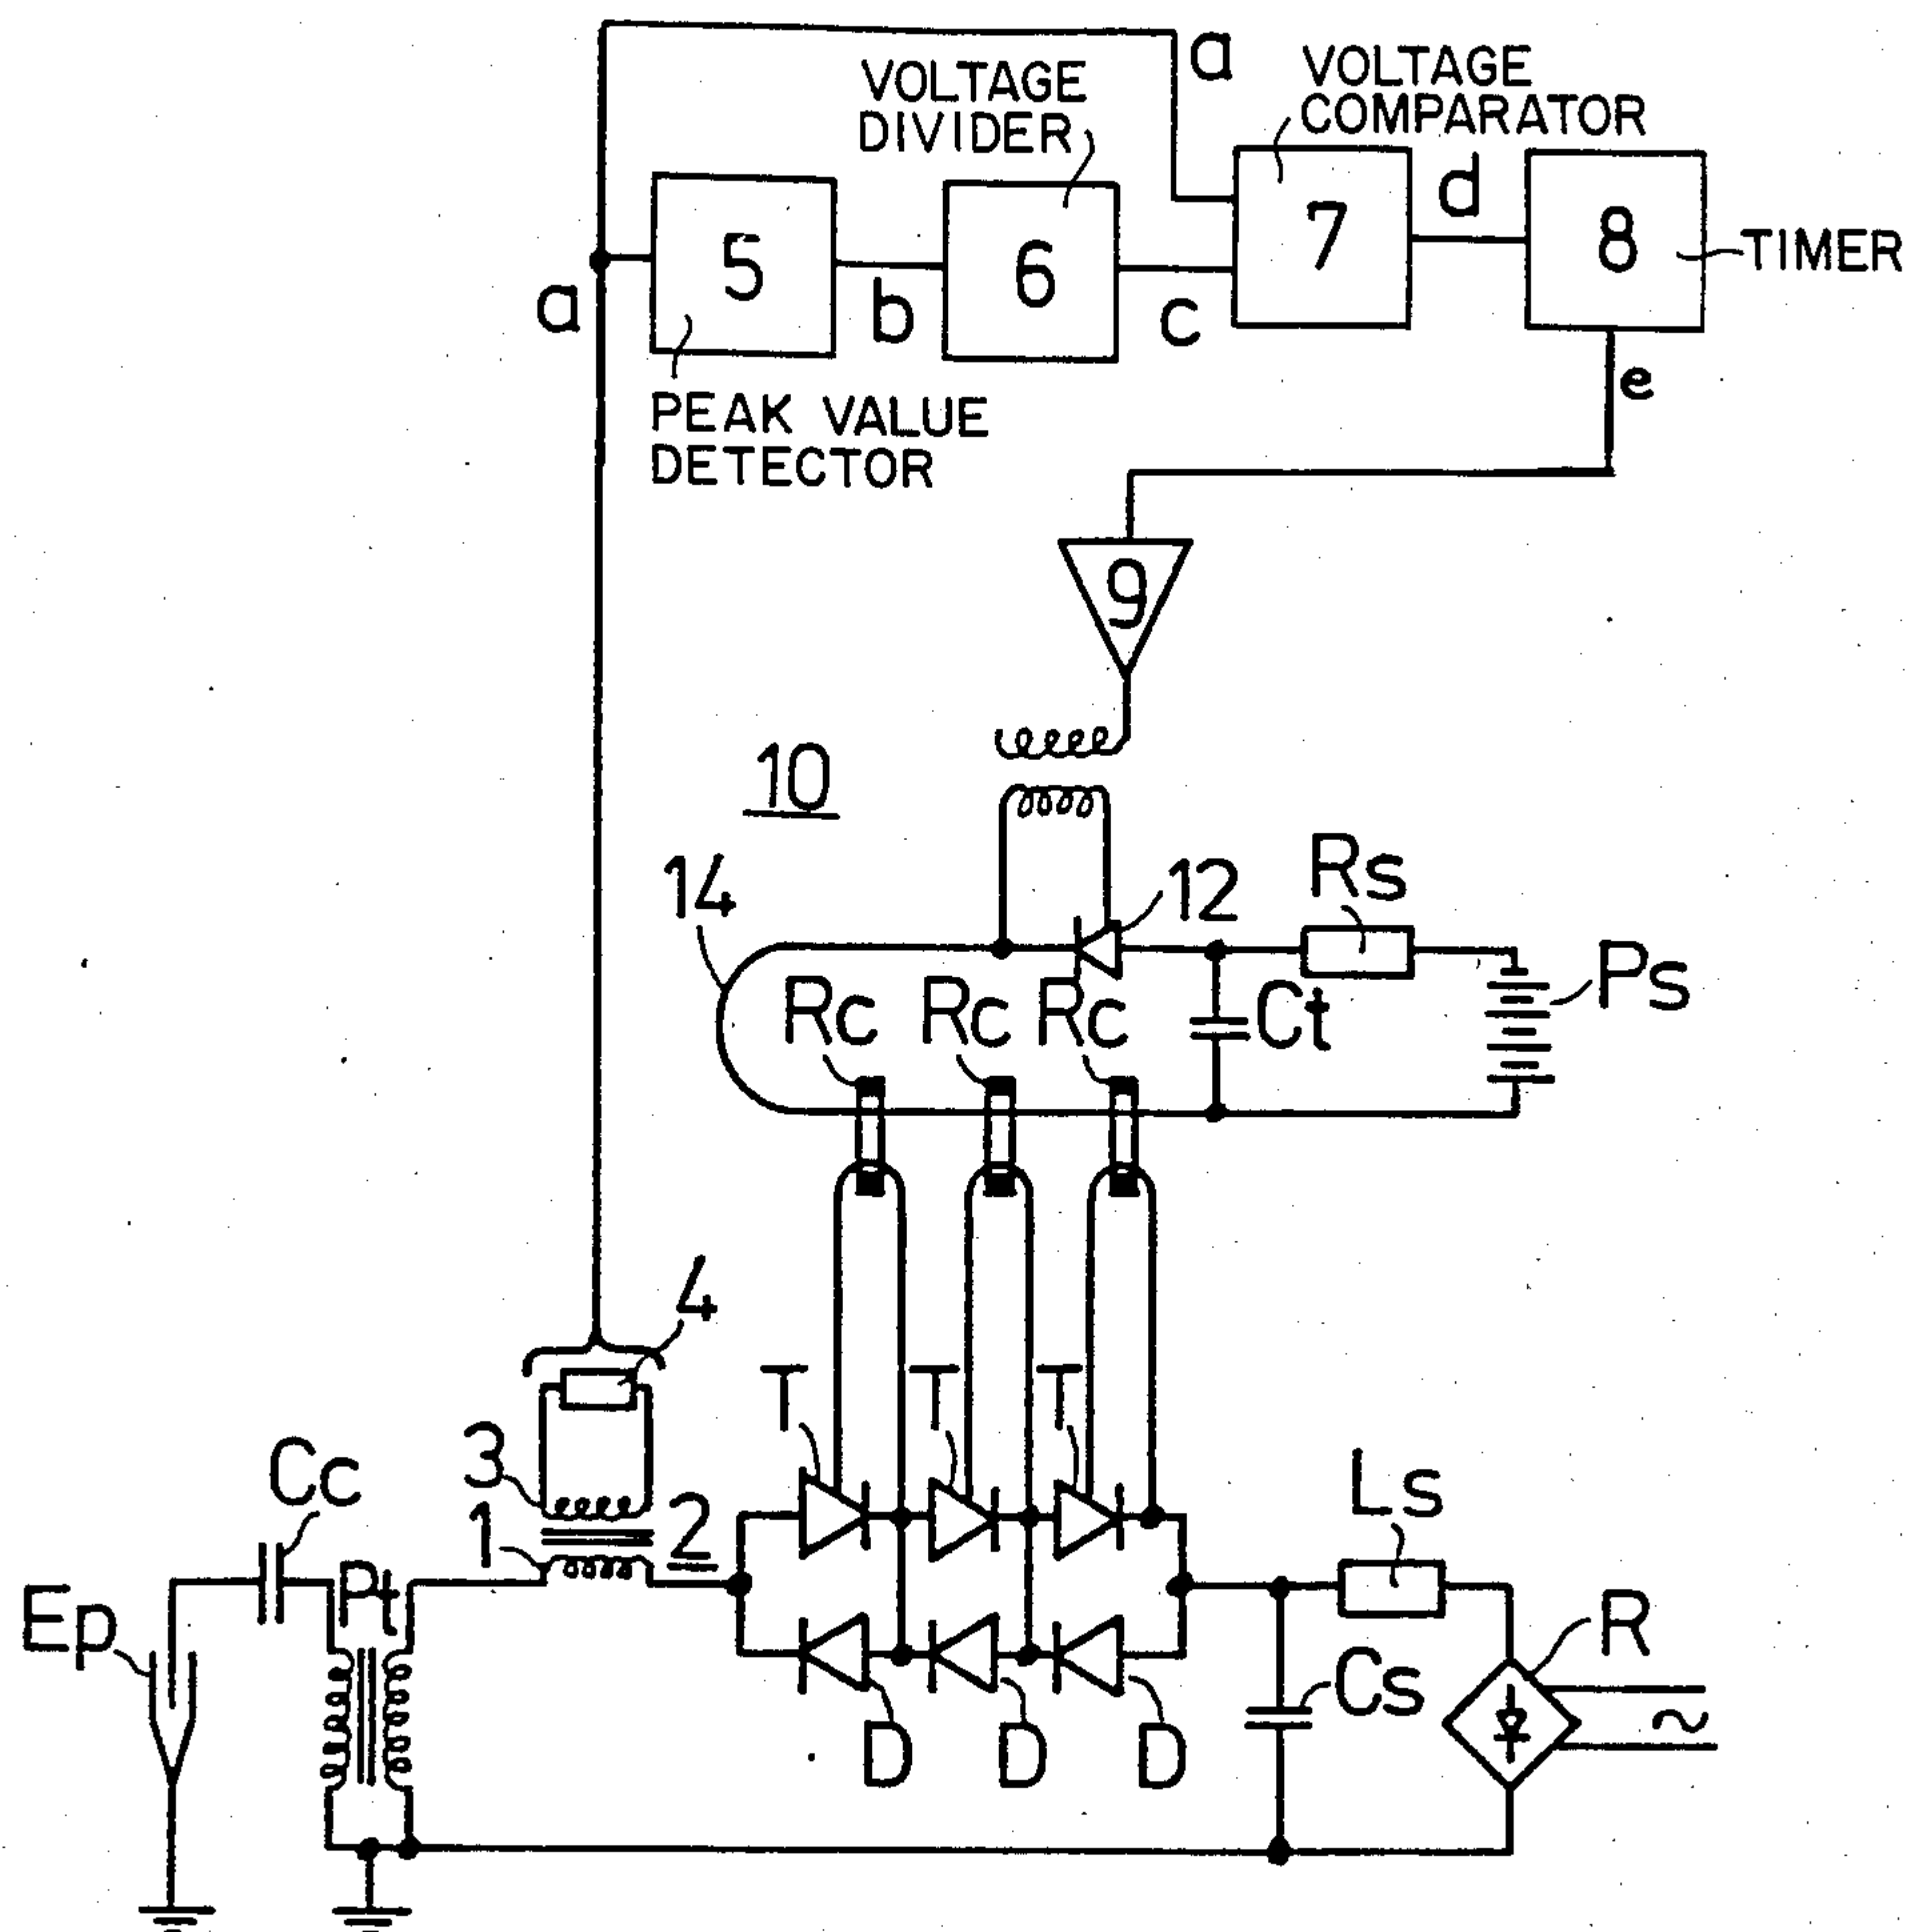 a
VOLTAGE
DIVIDER
VOLTAGE
COMPARATOR
5
6
7
d
8
TIMER
a
b
c
e
PEAK VALUE
DETECTOR
9
10
14
12
Rs
Ps
Rc
Rc
Rc
Ct
4
T
T
T
3
Cc
1
2
Ls
Pt
Ep
R
Cs
~
D
D
D